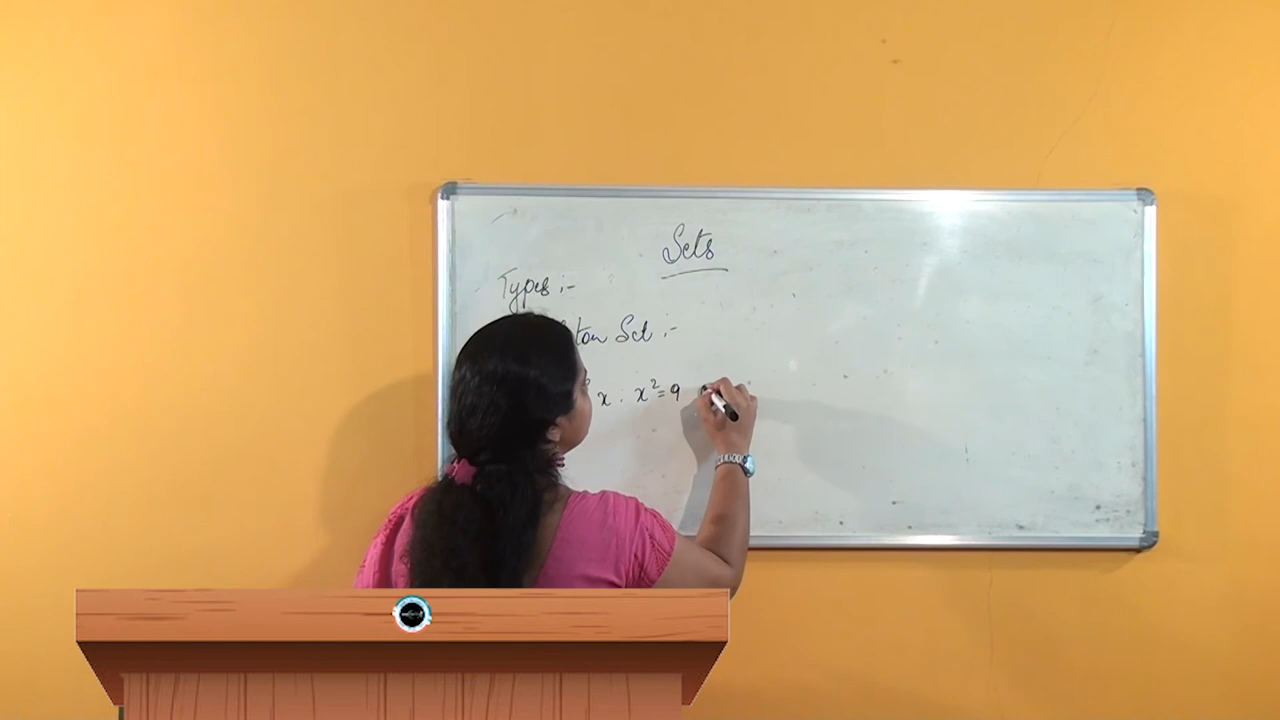 Sets
Types :-
ton Set :-
x : x² = 9